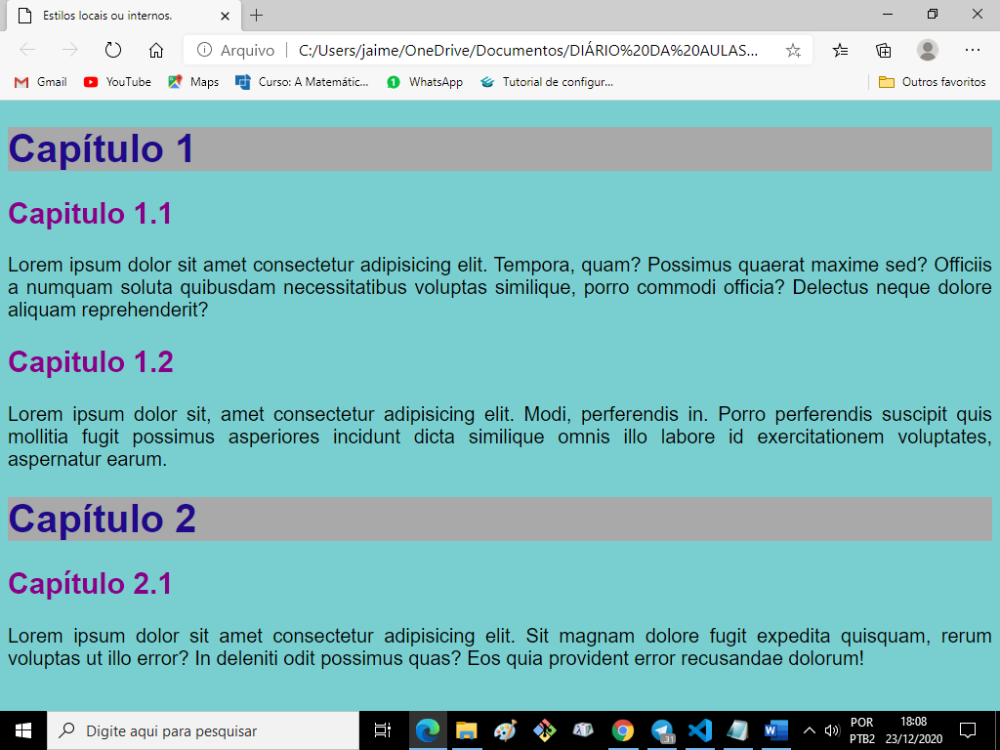 Estilos locais ou internos.
Arquivo C:/Users/jaime/OneDrive/Documentos/DIÁRIO%20DA%20AULAS...
Gmail YouTube Maps Curso: A Matemátic... 1 WhatsApp Tutorial de configur... Outros favoritos
Capítulo 1
Capitulo 1.1
Lorem ipsum dolor sit amet consectetur adipisicing elit. Tempora, quam? Possimus quaerat maxime sed? Officiis
a numquam soluta quibusdam necessitatibus voluptas similique, porro commodi officia? Delectus neque dolore
aliquam reprehenderit?
Capitulo 1.2
Lorem ipsum dolor sit, amet consectetur adipisicing elit. Modi, perferendis in. Porro perferendis suscipit quis
mollitia fugit possimus asperiores incidunt dicta similique omnis illo labore id exercitationem voluptates,
aspernatur earum.
Capítulo 2
Capítulo 2.1
Lorem ipsum dolor sit amet consectetur adipisicing elit. Sit magnam dolore fugit expedita quisquam, rerum
voluptas ut illo error? In deleniti odit possimus quas? Eos quia provident error recusandae dolorum!
Digite aqui para pesquisar
.31
POR
PTB2
18:08
23/12/2020